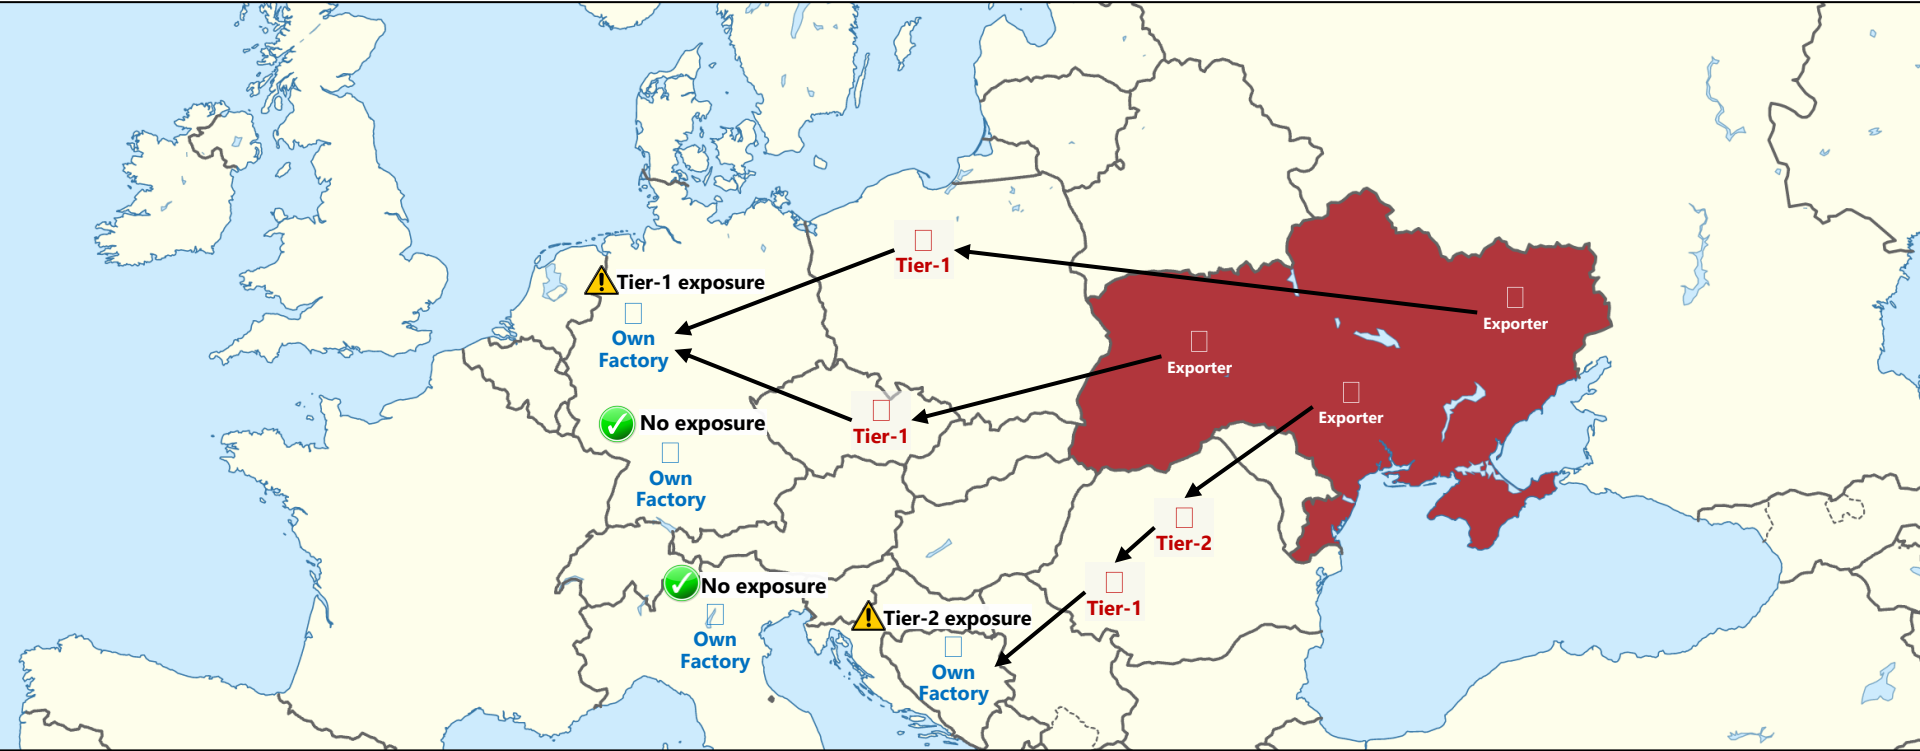 Tier-1
Tier-1 exposure
Own
Factory
Exporter
Exporter
No exposure
Tier-1
Exporter
Own
Factory
Tier-2
No exposure
Tier-1
Tier-2 exposure
Own
Factory
Own
Factory